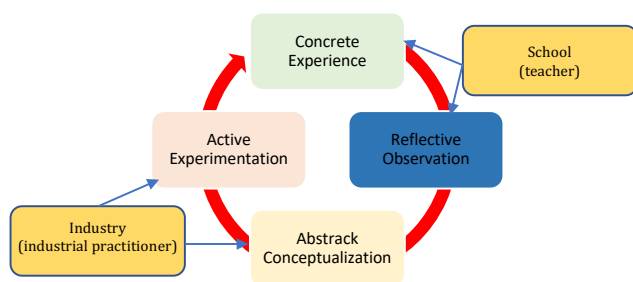 Concrete
Experience
School
(teacher)
Active
Experimentation
Reflective
Observation
Industry
(industrial practitioner)
Abstrack
Conceptualization